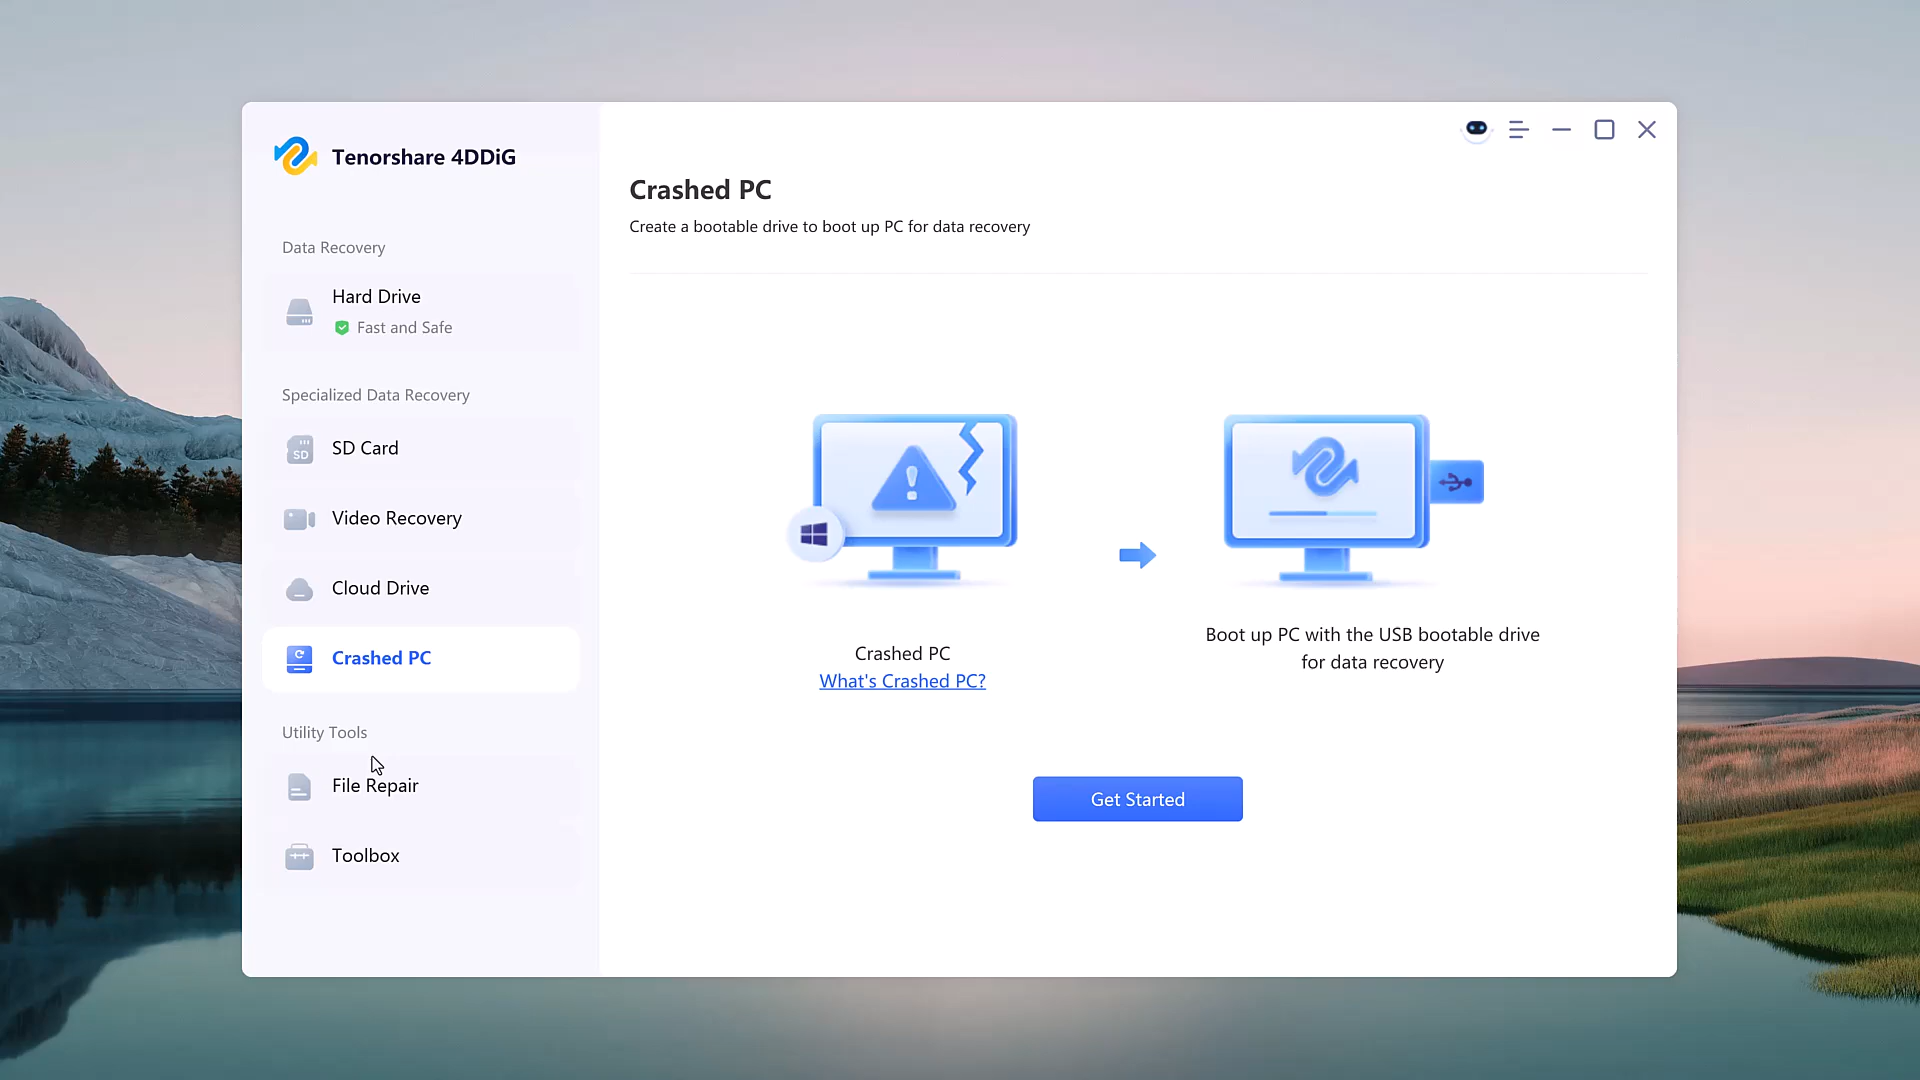 Tenorshare 4DDiG
Data Recovery
Hard Drive
Fast and Safe
Specialized Data Recovery
SD
SD Card
Video Recovery
Cloud Drive
Crashed PC
Utility Tools
File Repair
Toolbox
Crashed PC
Create a bootable drive to boot up PC for data recovery
Crashed PC
What's Crashed PC?
Boot up PC with the USB bootable drive
for data recovery
Get Started